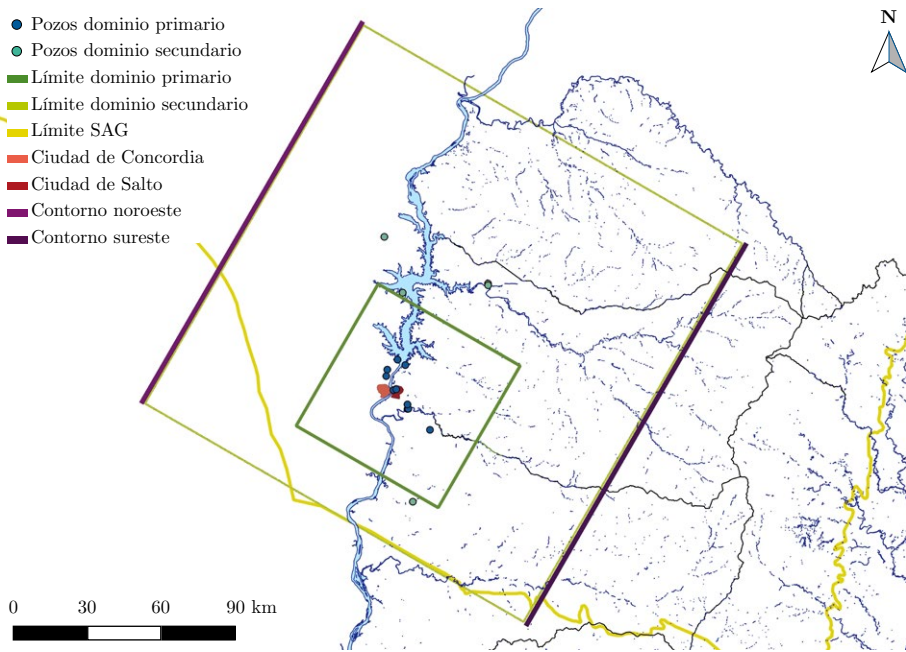 Pozos dominio primario
Pozos dominio secundario
Límite dominio primario
Límite dominio secundario
Límite SAG
Ciudad de Concordia
Ciudad de Salto
Contorno noroeste
Contorno sureste
N
0 30 60 90 km